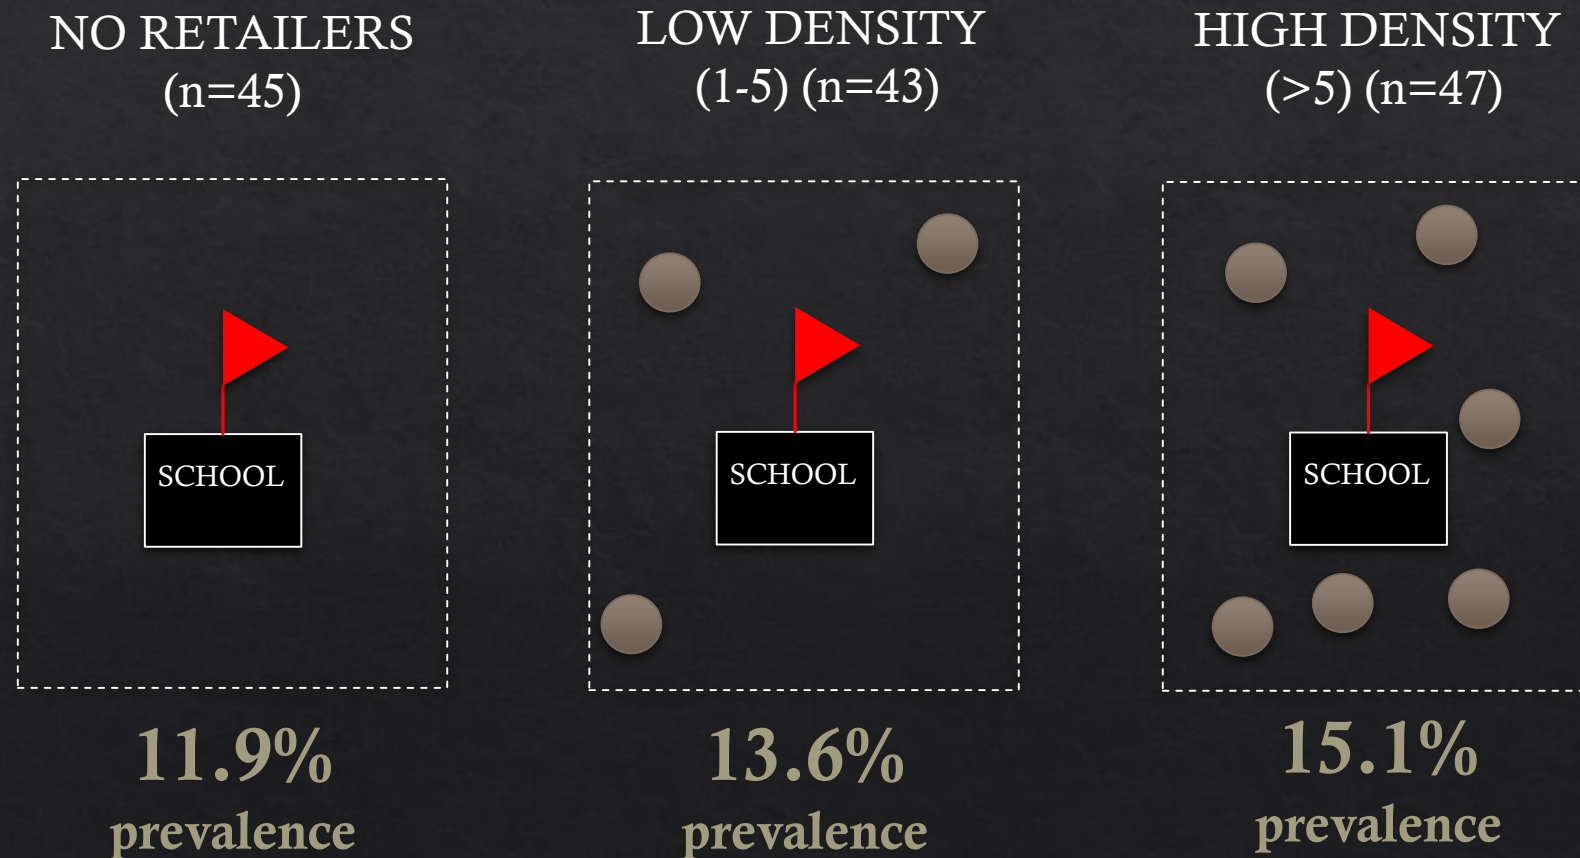 NO RETAILERS
(n=45)
SCHOOL
11.9%
prevalence
LOW DENSITY
(1-5) (n=43)
SCHOOL
13.6%
prevalence
HIGH DENSITY
(>5) (n=47)
SCHOOL
15.1%
prevalence